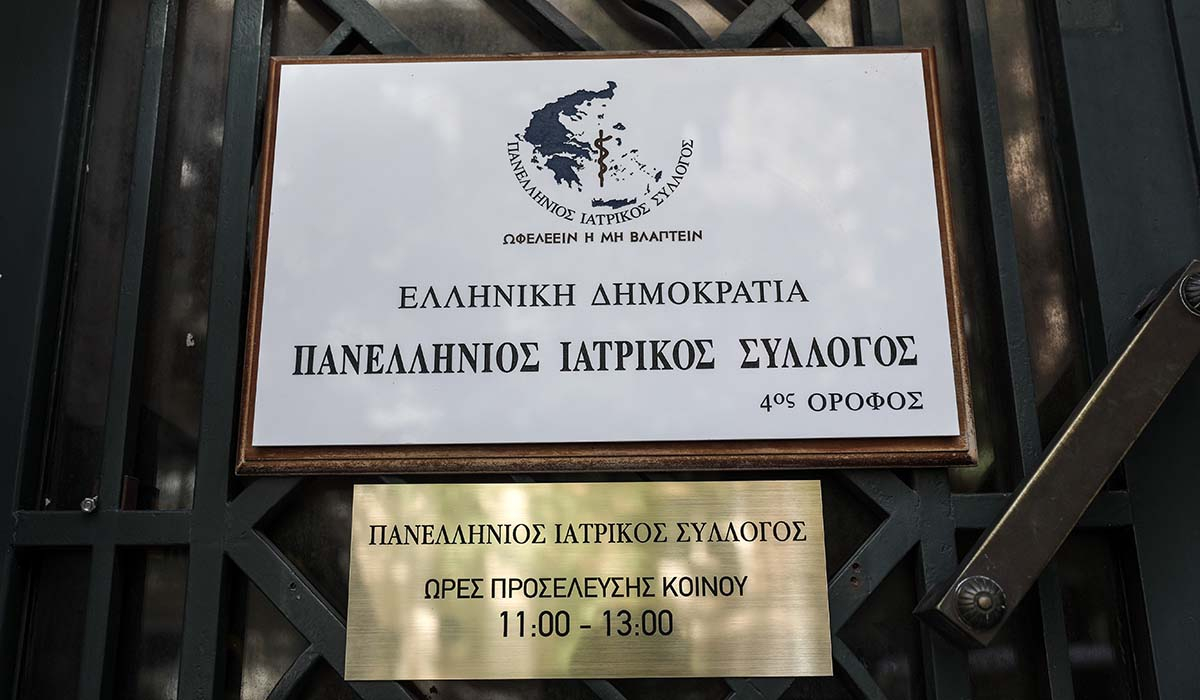 ΠΑΝΕΛΛΗΝΙΟΣ ΙΑΤΡΙΚΟΣ ΣΥΛΛΟΓΟΣ
ΩΦΕΛΕΕΙΝ Η ΜΗ ΒΛΑΠΤΕΙΝ
ΕΛΛΗΝΙΚΗ ΔΗΜΟΚΡΑΤΙΑ
ΠΑΝΕΛΛΗΝΙΟΣ ΙΑΤΡΙΚΟΣ ΣΥΛΛΟΓΟΣ
4ος ΟΡΟΦΟΣ
ΠΑΝΕΛΛΗΝΙΟΣ ΙΑΤΡΙΚΟΣ ΣΥΛΛΟΓΟΣ
ΩΡΕΣ ΠΡΟΣΕΛΕΥΣΗΣ ΚΟΙΝΟΥ
11:00 - 13:00